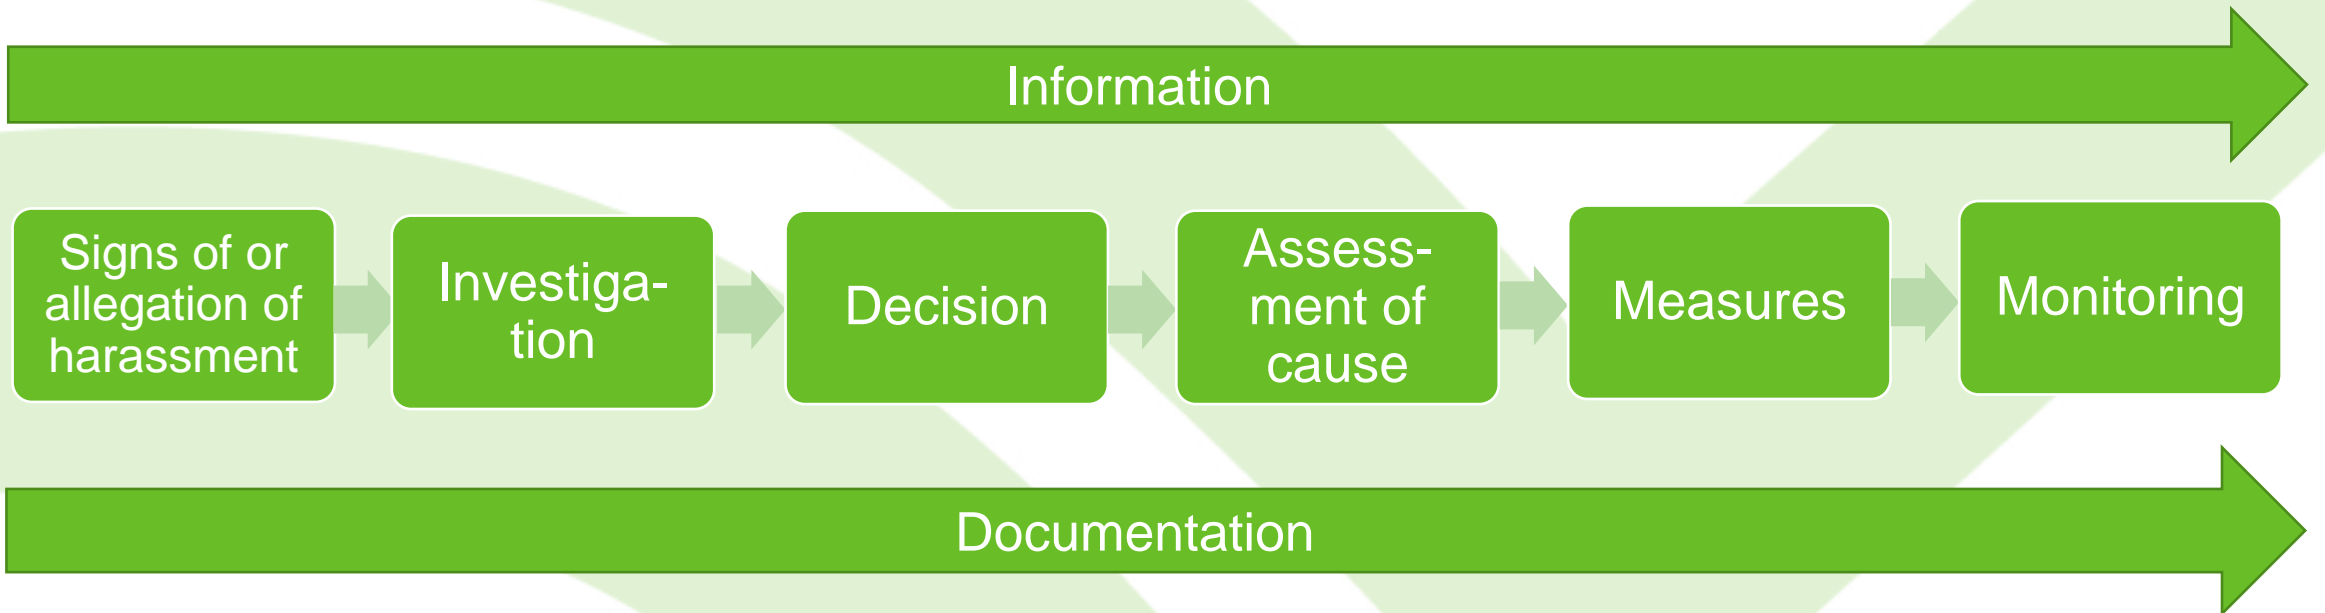 Information
Signs of or
allegation of
harassment
Investiga-
tion
Decision
Assess-
ment of
cause
Measures
Monitoring
Documentation